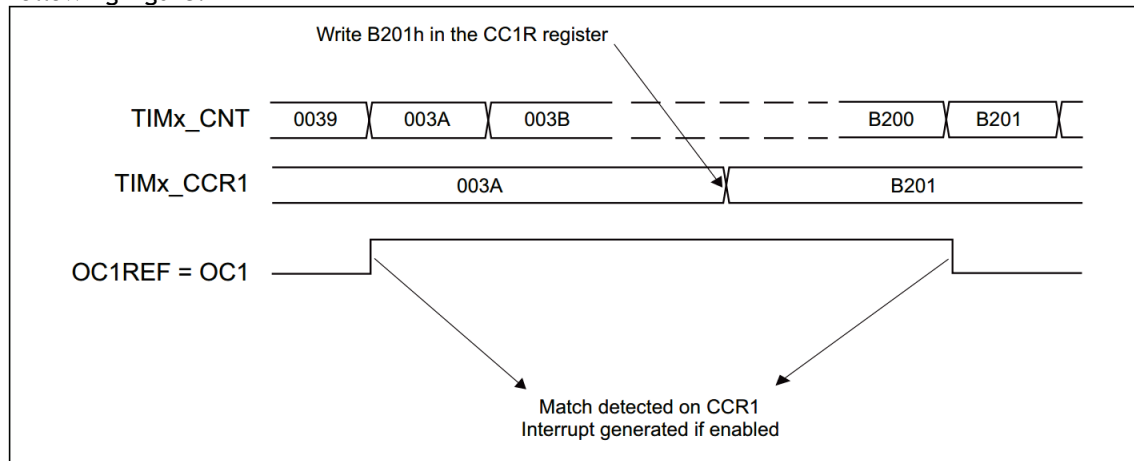 Write B201h in the CC1R register
TIMx_CNT 0039 003A 003B B200 B201
TIMx_CCR1 003A B201
OC1REF = OC1
Match detected on CCR1
Interrupt generated if enabled